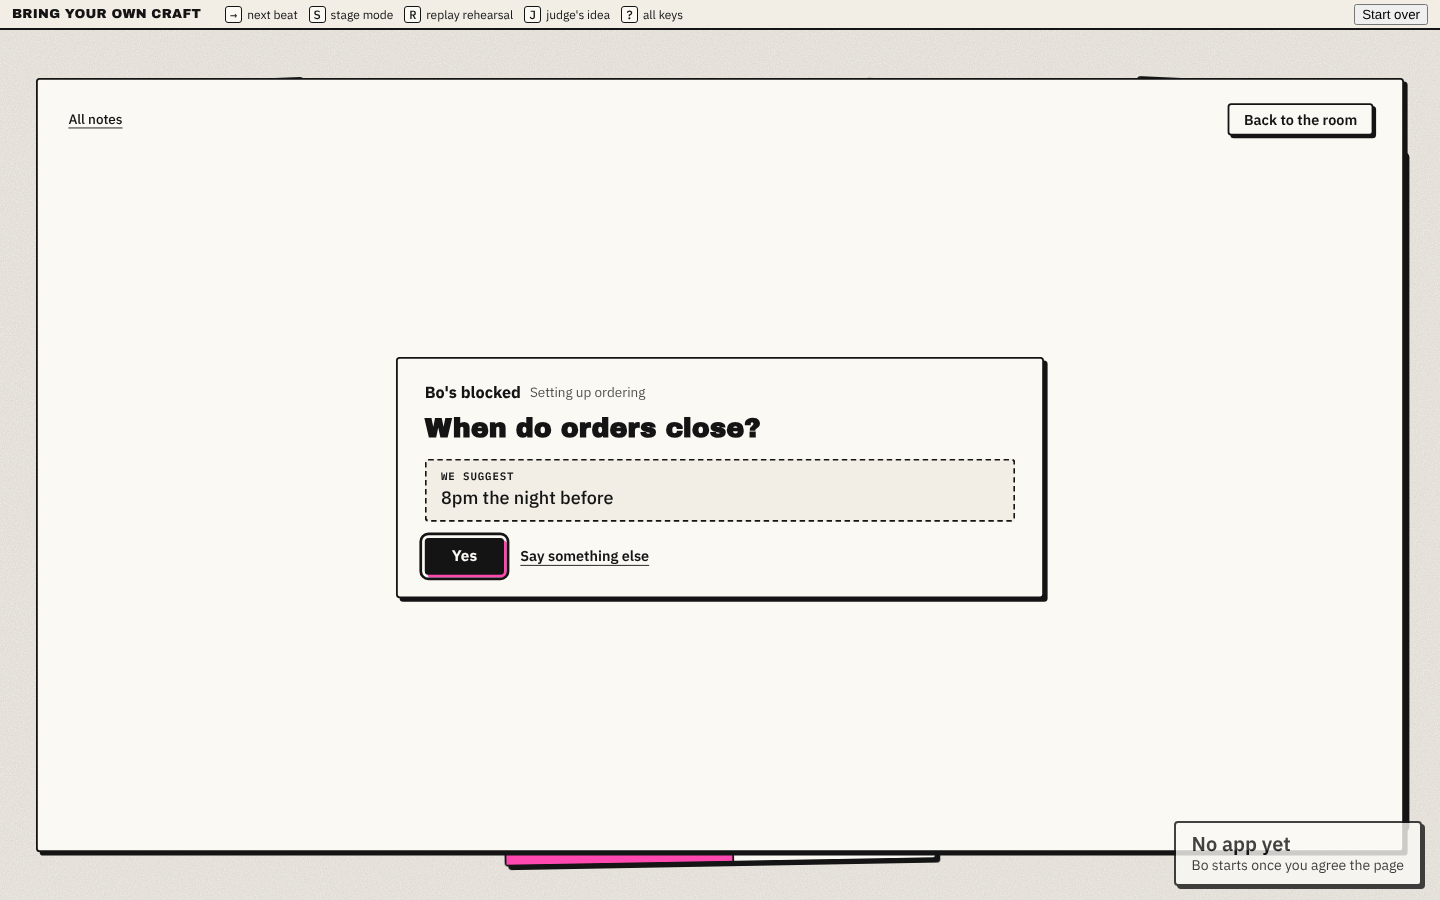 BRING YOUR OWN CRAFT → next beat S stage mode R replay rehearsal J judge's idea ? all keys Start over
All notes
Back to the room
Bo's blocked Setting up ordering
When do orders close?
WE SUGGEST
8pm the night before
Yes Say something else
No app yet
Bo starts once you agree the page